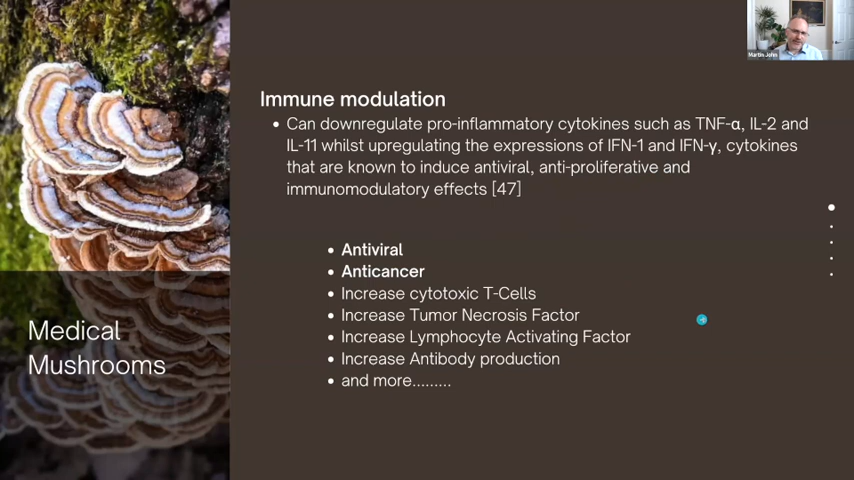 Martin John
Immune modulation
• Can downregulate pro-inflammatory cytokines such as TNF-α, IL-2 and
IL-11 whilst upregulating the expressions of IFN-1 and IFN-γ, cytokines
that are known to induce antiviral, anti-proliferative and
immunomodulatory effects [47]
• Antiviral
• Anticancer
• Increase cytotoxic T-Cells
• Increase Tumor Necrosis Factor
• Increase Lymphocyte Activating Factor
• Increase Antibody production
• and more.........
Medical
Mushrooms